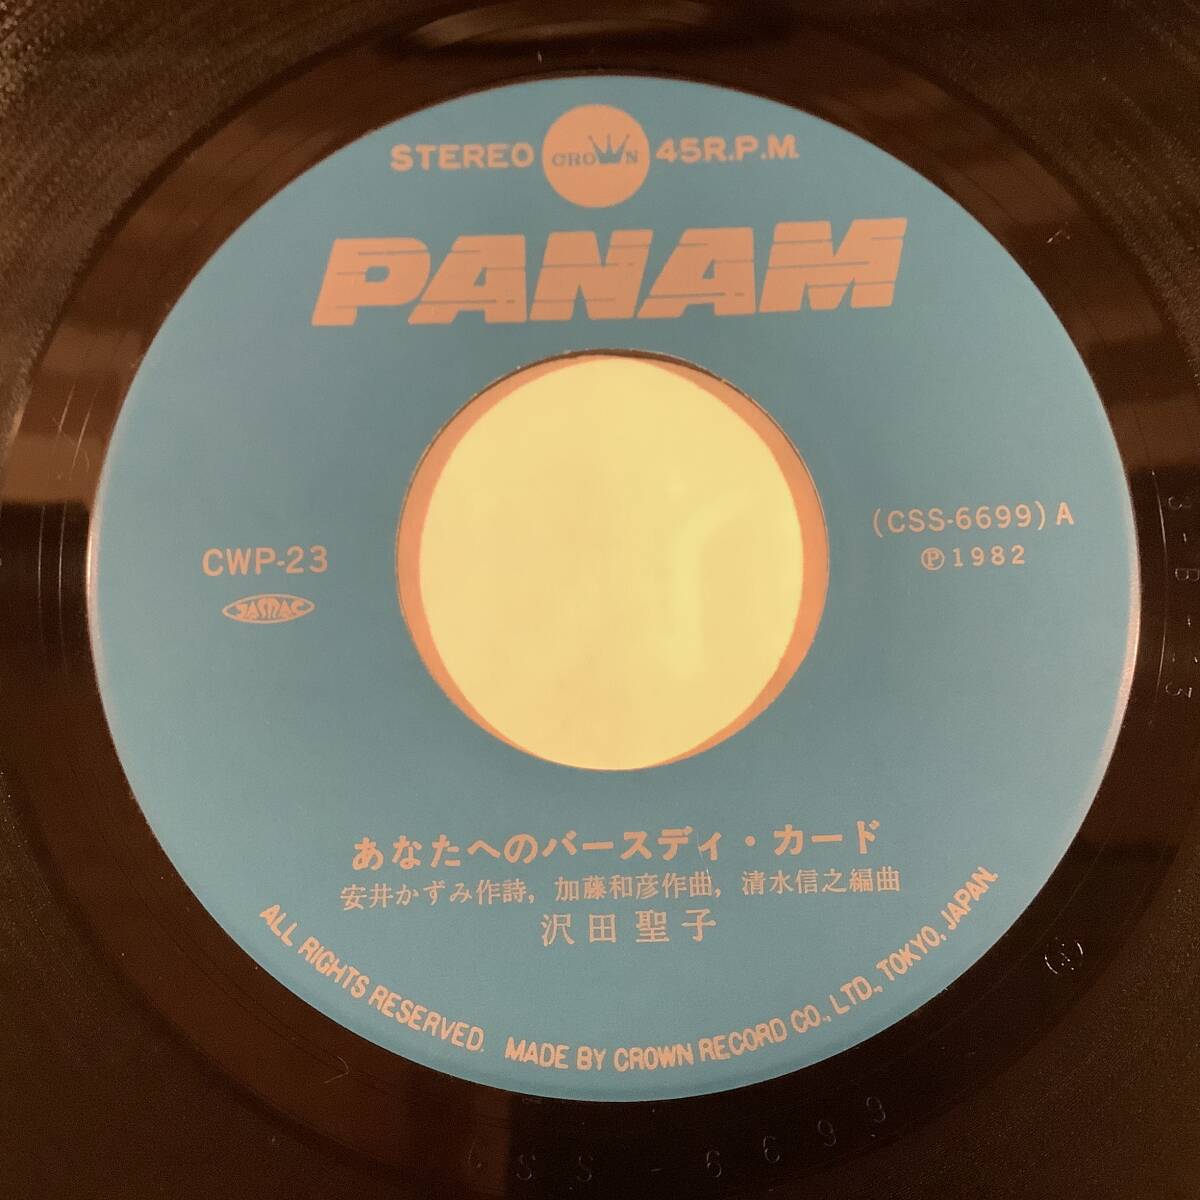 STEREO CROWN 45R.P.M.
PANAM
(CSS-6699) A
℗1982
CWP-23
JASRAC
あなたへのバースディ・カード
安井かずみ作詩, 加藤和彦作曲, 清水信之編曲
沢田聖子
ALL RIGHTS RESERVED. MADE BY CROWN RECORD CO., LTD., TOKYO, JAPAN.
CSS-6699